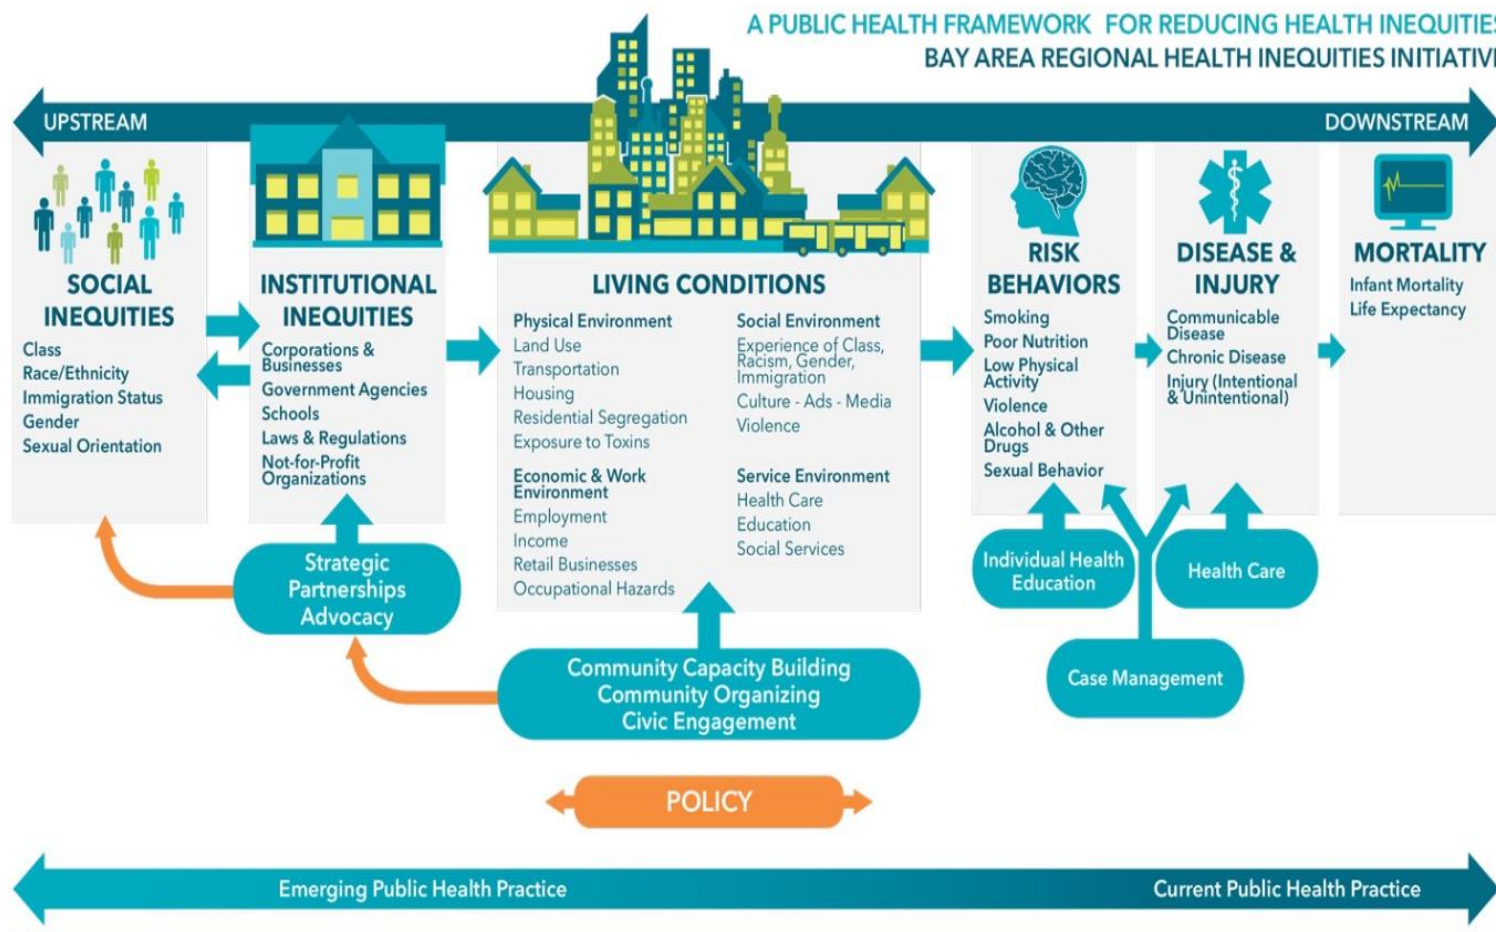 A PUBLIC HEALTH FRAMEWORK FOR REDUCING HEALTH INEQUITIES
BAY AREA REGIONAL HEALTH INEQUITIES INITIATIV
UPSTREAM
DOWNSTREAM
SOCIAL
INEQUITIES
Class
Race/Ethnicity
Immigration Status
Gender
Sexual Orientation
INSTITUTIONAL
INEQUITIES
Corporations &
Businesses
Government Agencies
Schools
Laws & Regulations
Not-for-Profit
Organizations
LIVING CONDITIONS
Physical Environment
Land Use
Transportation
Housing
Residential Segregation
Exposure to Toxins
Economic & Work
Environment
Employment
Income
Retail Businesses
Occupational Hazards
Social Environment
Experience of Class,
Racism, Gender,
Immigration
Culture - Ads - Media
Violence
Service Environment
Health Care
Education
Social Services
RISK
BEHAVIORS
Smoking
Poor Nutrition
Low Physical
Activity
Violence
Alcohol & Other
Drugs
Sexual Behavior
DISEASE &
INJURY
Communicable
Disease
Chronic Disease
Injury (Intentional
& Unintentional)
MORTALITY
Infant Mortality
Life Expectancy
Strategic
Partnerships
Advocacy
Community Capacity Building
Community Organizing
Civic Engagement
Individual Health
Education
Health Care
Case Management
POLICY
Emerging Public Health Practice
Current Public Health Practice